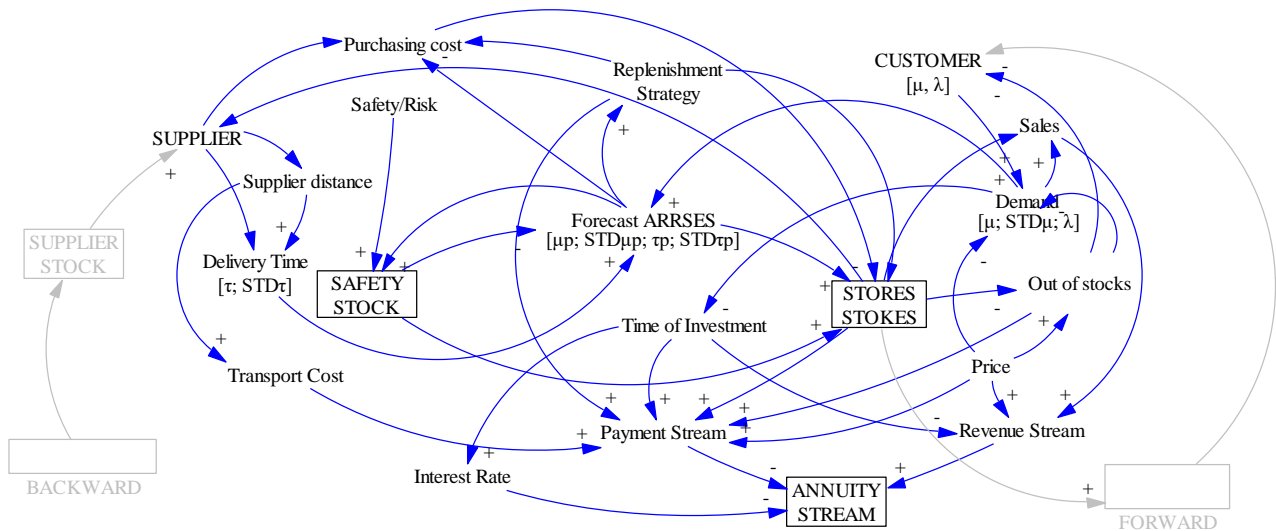 Purchasing cost
CUSTOMER
[μ, λ]
Replenishment
Strategy
Safety/Risk
Sales
SUPPLIER
Supplier distance
Demand
[μ; STDμ; λ]
Forecast ARRSES
[μp; STDμp; τp; STDτp]
SUPPLIER
STOCK
Delivery Time
[τ; STDτ]
SAFETY
STOCK
STORES
STOKES
Out of stocks
Time of Investment
Transport Cost
Price
Payment Stream
Revenue Stream
Interest Rate
BACKWARD
ANNUITY
STREAM
FORWARD